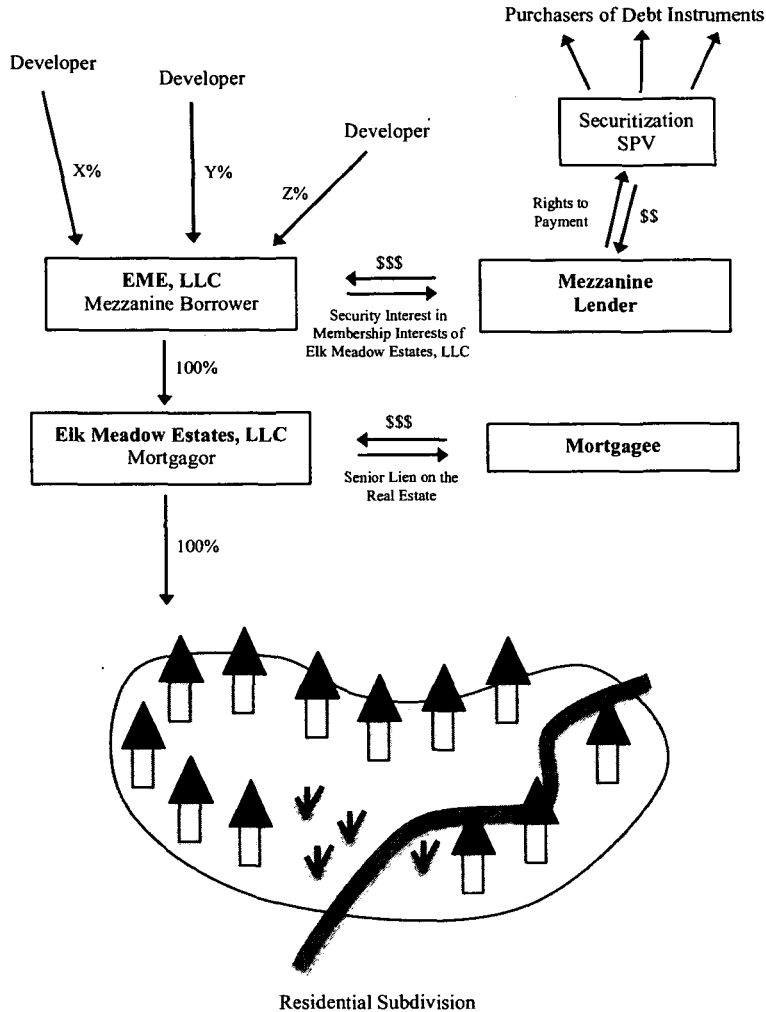 Purchasers of Debt Instruments
Developer
Developer
Developer
Securitization
SPV
X%
Y%
Z%
Rights to
Payment
$$
EME, LLC
Mezzanine Borrower
$$$
Security Interest in
Membership Interests of
Elk Meadow Estates, LLC
Mezzanine
Lender
100%
Elk Meadow Estates, LLC
Mortgagor
$$$
Senior Lien on the
Real Estate
Mortgagee
100%
Residential Subdivision